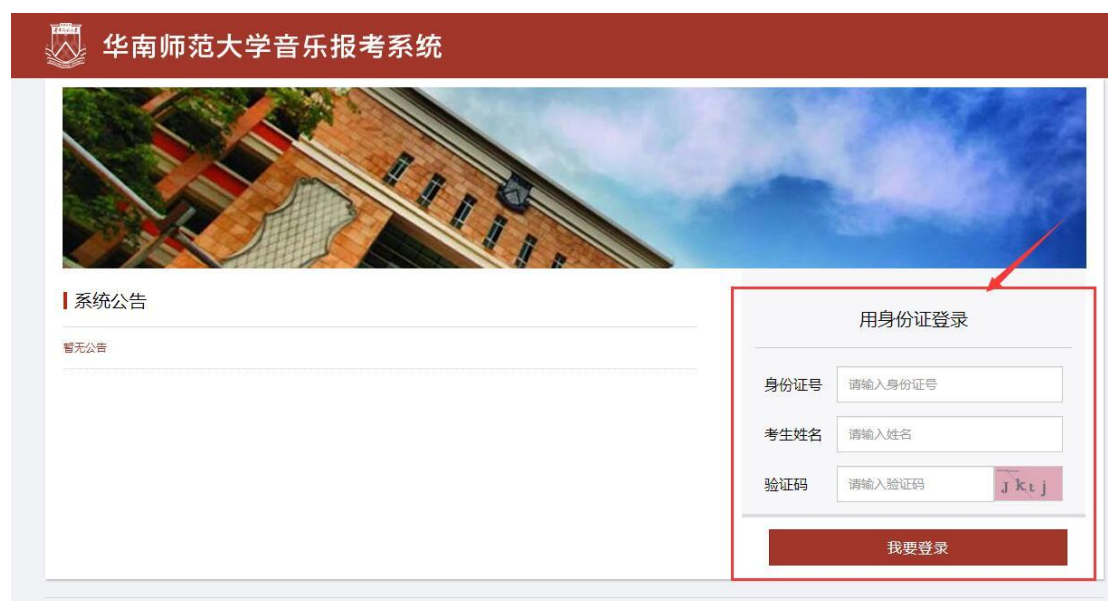 华南师范大学音乐报考系统
系统公告
暂无公告
用身份证登录
身份证号 请输入身份证号
考生姓名 请输入姓名
验证码 请输入验证码 Jktj
我要登录